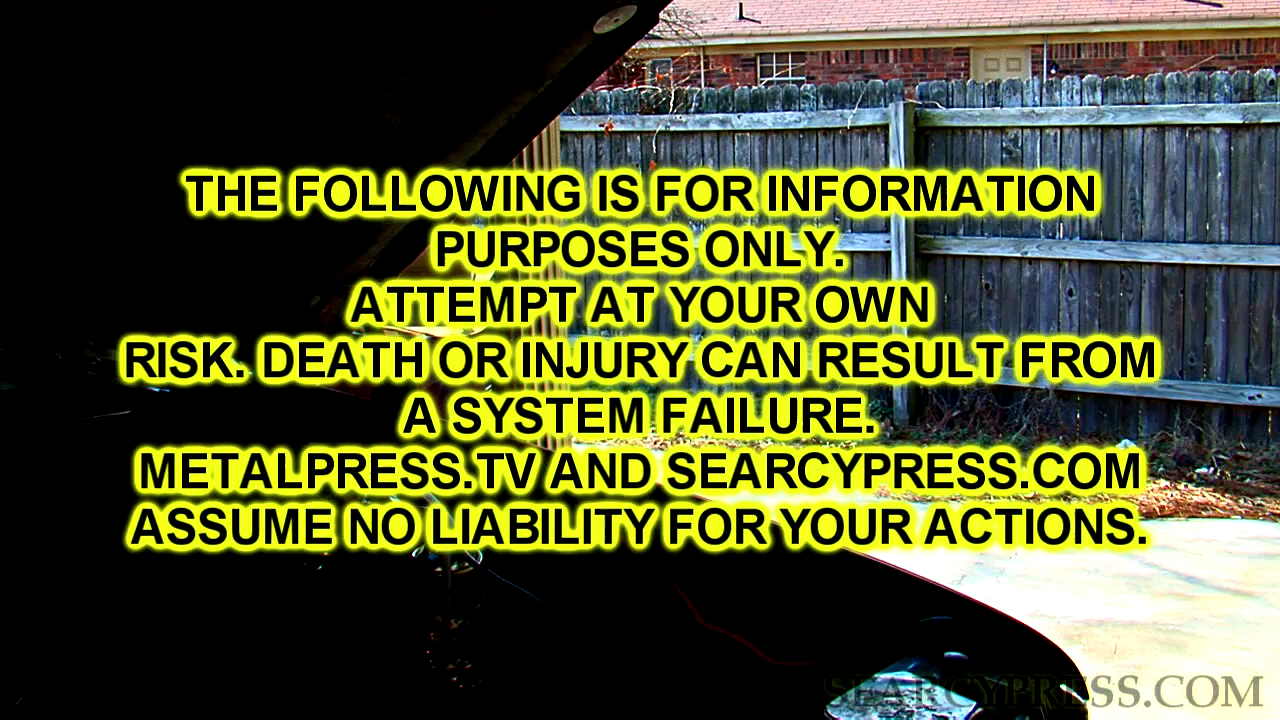 THE FOLLOWING IS FOR INFORMATION
PURPOSES ONLY.
ATTEMPT AT YOUR OWN
RISK. DEATH OR INJURY CAN RESULT FROM
A SYSTEM FAILURE.
METALPRESS.TV AND SEARCYPRESS.COM
ASSUME NO LIABILITY FOR YOUR ACTIONS.
SEARCYPRESS.COM